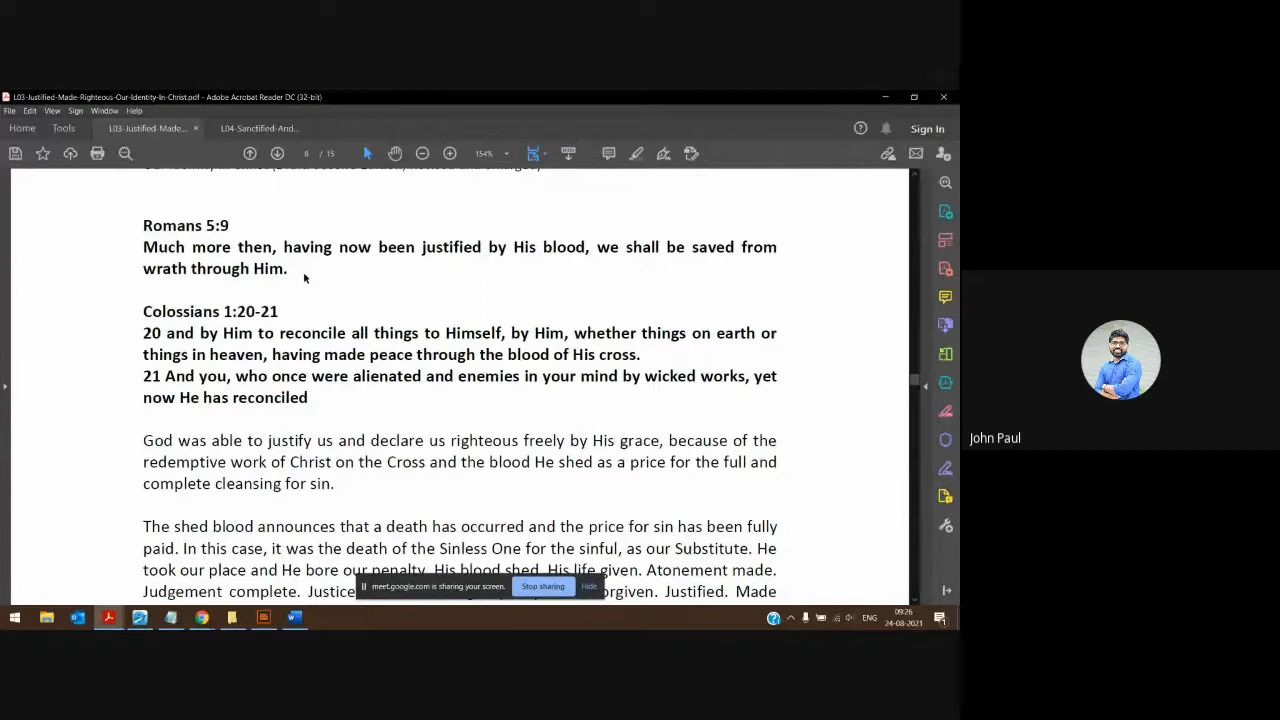 L03-Justified-Made-Righteous-Our-Identity-In-Christ.pdf - Adobe Acrobat Reader DC (32-bit)
File Edit View Sign Window Help
Home Tools L03-Justified-Made... × L04-Sanctified-And... Sign In
8 / 15 154%
Romans 5:9
Much more then, having now been justified by His blood, we shall be saved from
wrath through Him.
Colossians 1:20-21
20 and by Him to reconcile all things to Himself, by Him, whether things on earth or
things in heaven, having made peace through the blood of His cross.
21 And you, who once were alienated and enemies in your mind by wicked works, yet
now He has reconciled
God was able to justify us and declare us righteous freely by His grace, because of the
redemptive work of Christ on the Cross and the blood He shed as a price for the full and
complete cleansing for sin.
The shed blood announces that a death has occurred and the price for sin has been fully
paid. In this case, it was the death of the Sinless One for the sinful, as our Substitute. He
took our place and He bore our penalty. His blood shed. His life given. Atonement made.
Judgement complete. Justice orgiven. Justified. Made
meet.google.com is sharing your screen. Stop sharing Hide
John Paul
ENG 09:26
24-08-2021